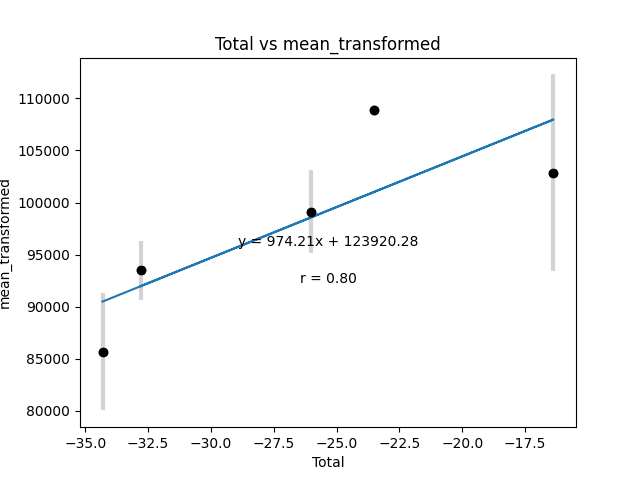 Total vs mean_transformed
mean_transformed
110000
105000
100000
95000
90000
85000
80000
y = 974.21x + 123920.28
r = 0.80
−35.0 −32.5 −30.0 −27.5 −25.0 −22.5 −20.0 −17.5
Total